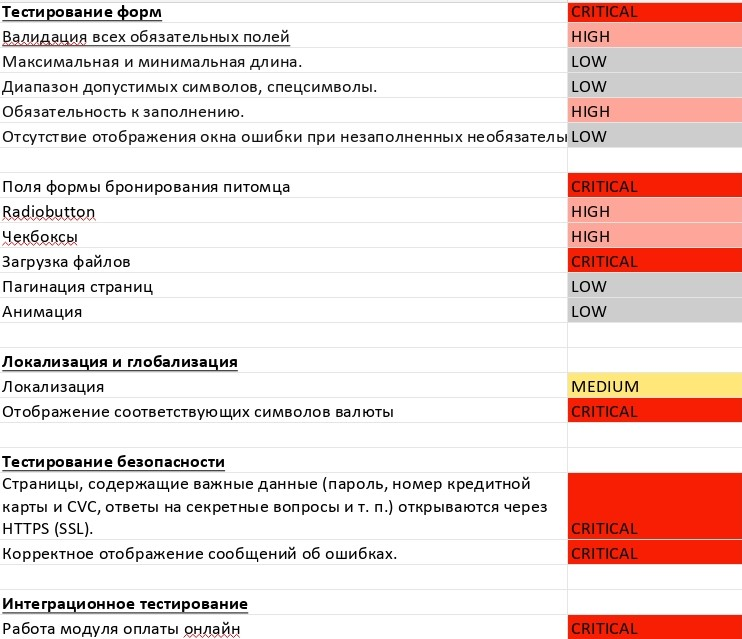 Тестирование форм CRITICAL
Валидация всех обязательных полей HIGH
Максимальная и минимальная длина. LOW
Диапазон допустимых символов, спецсимволы. LOW
Обязательность к заполнению. HIGH
Отсутствие отображения окна ошибки при незаполненных необязателы LOW
Поля формы бронирования питомца CRITICAL
Radiobutton HIGH
Чекбоксы HIGH
Загрузка файлов CRITICAL
Пагинация страниц LOW
Анимация LOW
Локализация и глобализация
Локализация MEDIUM
Отображение соответствующих символов валюты CRITICAL
Тестирование безопасности
Страницы, содержащие важные данные (пароль, номер кредитной
карты и CVC, ответы на секретные вопросы и т. п.) открываются через
HTTPS (SSL). CRITICAL
Корректное отображение сообщений об ошибках. CRITICAL
Интеграционное тестирование
Работа модуля оплаты онлайн CRITICAL